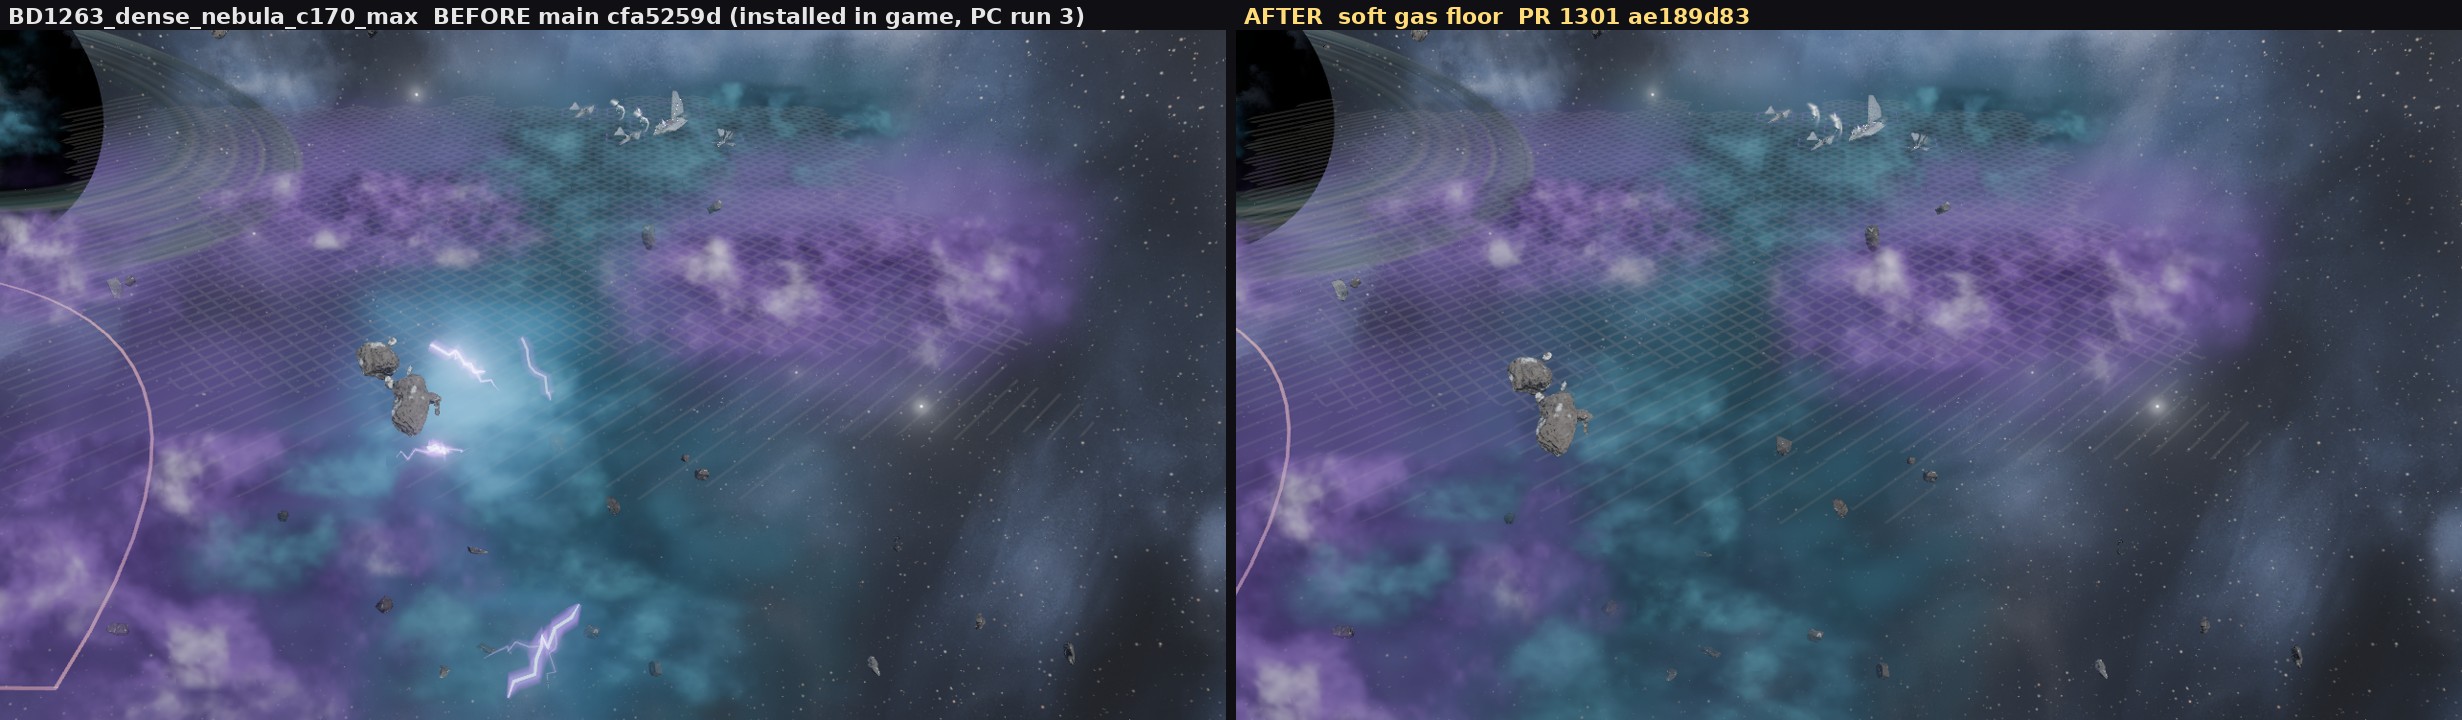 BD1263_dense_nebula_c170_max  BEFORE main cfa5259d (installed in game, PC run 3)
AFTER  soft gas floor  PR 1301 ae189d83